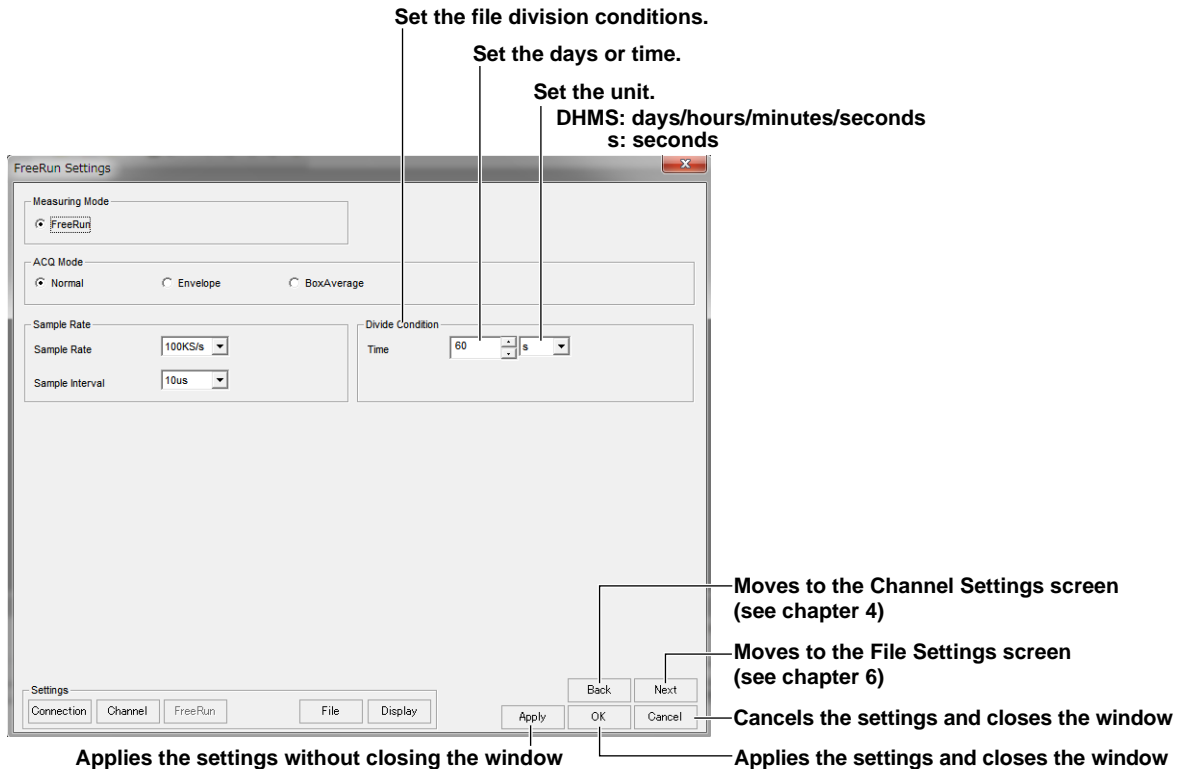 Set the file division conditions.
Set the days or time.
Set the unit.
DHMS: days/hours/minutes/seconds
s: seconds
FreeRun Settings
x
Measuring Mode
FreeRun
ACQ Mode
Normal
Envelope
BoxAverage
Sample Rate
Sample Rate
100KS/s
Sample Interval
10us
Divide Condition
Time
60
s
Moves to the Channel Settings screen
(see chapter 4)
Moves to the File Settings screen
(see chapter 6)
Settings
Connection
Channel
FreeRun
File
Display
Back
Next
Apply
OK
Cancel
Cancels the settings and closes the window
Applies the settings without closing the window
Applies the settings and closes the window